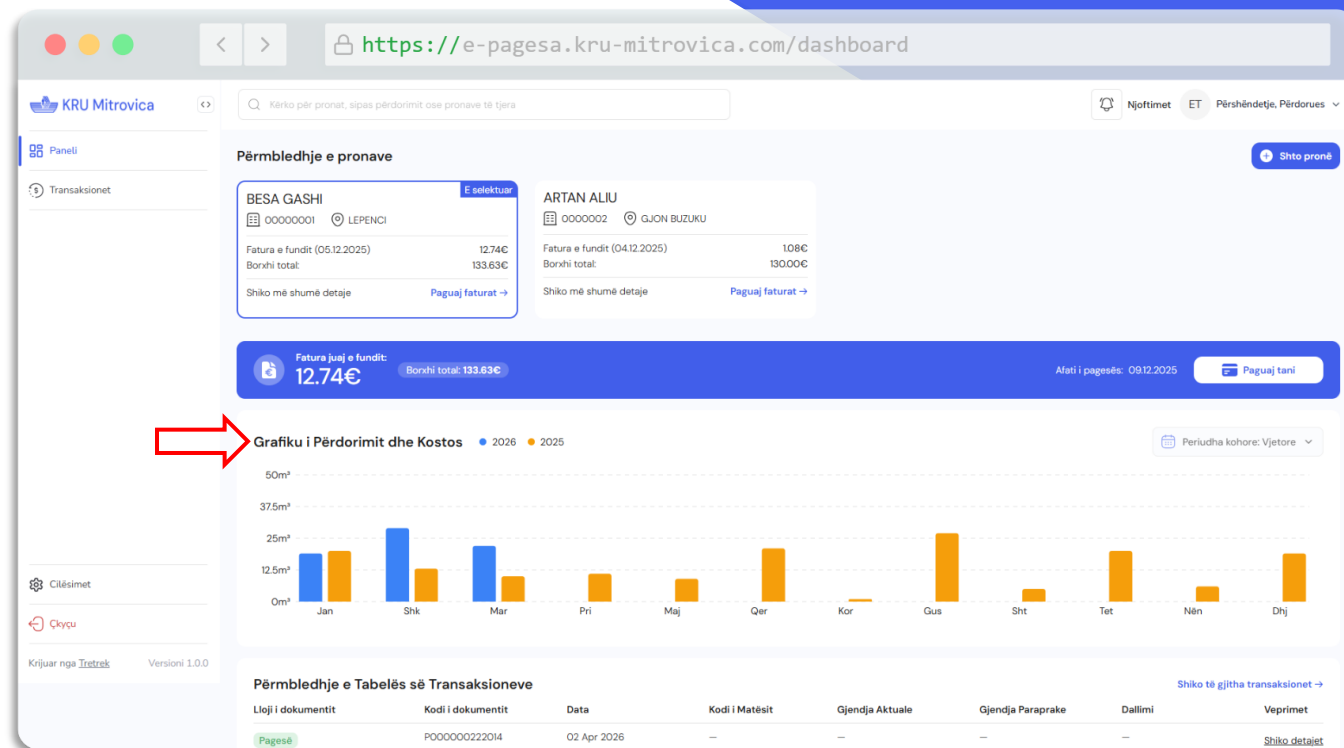 https://e-pagesa.kru-mitrovica.com/dashboard
KRU Mitrovica
Kërko për pronat, sipas përdorimit ose pronave të tjera
Njoftimet
ET
Përshëndetje, Përdorues
Paneli
Transaksionet
Përmbledhje e pronave
Shto pronë
E selektuar
BESA GASHI
00000001 LEPENCI
Fatura e fundit (05.12.2025) 12.74€
Borxhi total: 133.63€
Shiko më shumë detaje Paguaj faturat →
ARTAN ALIU
0000002 GJON BUZUKU
Fatura e fundit (04.12.2025) 1.08€
Borxhi total: 130.00€
Shiko më shumë detaje Paguaj faturat →
Fatura juaj e fundit:
12.74€
Borxhi total: 133.63€
Afati i pagesës: 09.12.2025
Paguaj tani
Grafiku i Përdorimit dhe Kostos 2026 2025
Periudha kohore: Vjetore
50m³
37.5m³
25m³
12.5m³
0m³
Jan Shk Mar Pri Maj Qer Kor Gus Sht Tet Nën Dhj
Cilësimet
Çkyçu
Krijuar nga Tretrek Versioni 1.0.0
Përmbledhje e Tabelës së Transaksioneve
Shiko të gjitha transaksionet →
Lloji i dokumentit Kodi i dokumentit Data Kodi i Matësit Gjendja Aktuale Gjendja Paraprake Dallimi Veprimet
Pagesë P000000222014 02 Apr 2026 — — — — Shiko detajet